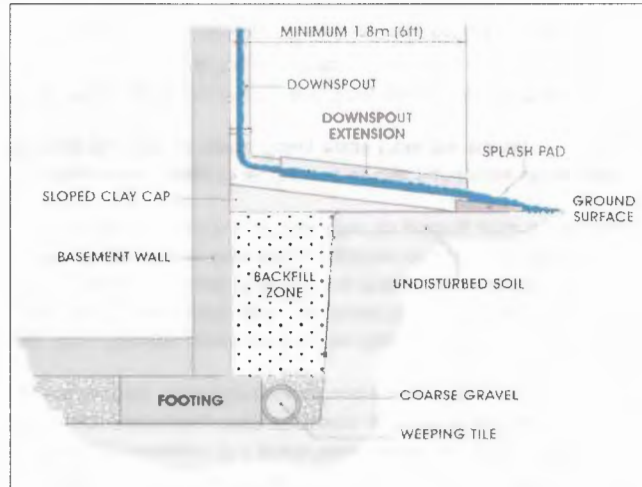 MINIMUM 1.8m (6ft)
DOWNSPOUT
DOWNSPOUT
EXTENSION
SPLASH PAD
SLOPED CLAY CAP
GROUND
SURFACE
BASEMENT WALL
BACKFILL
ZONE
UNDISTURBED SOIL
FOOTING
COARSE GRAVEL
WEEPING TILE